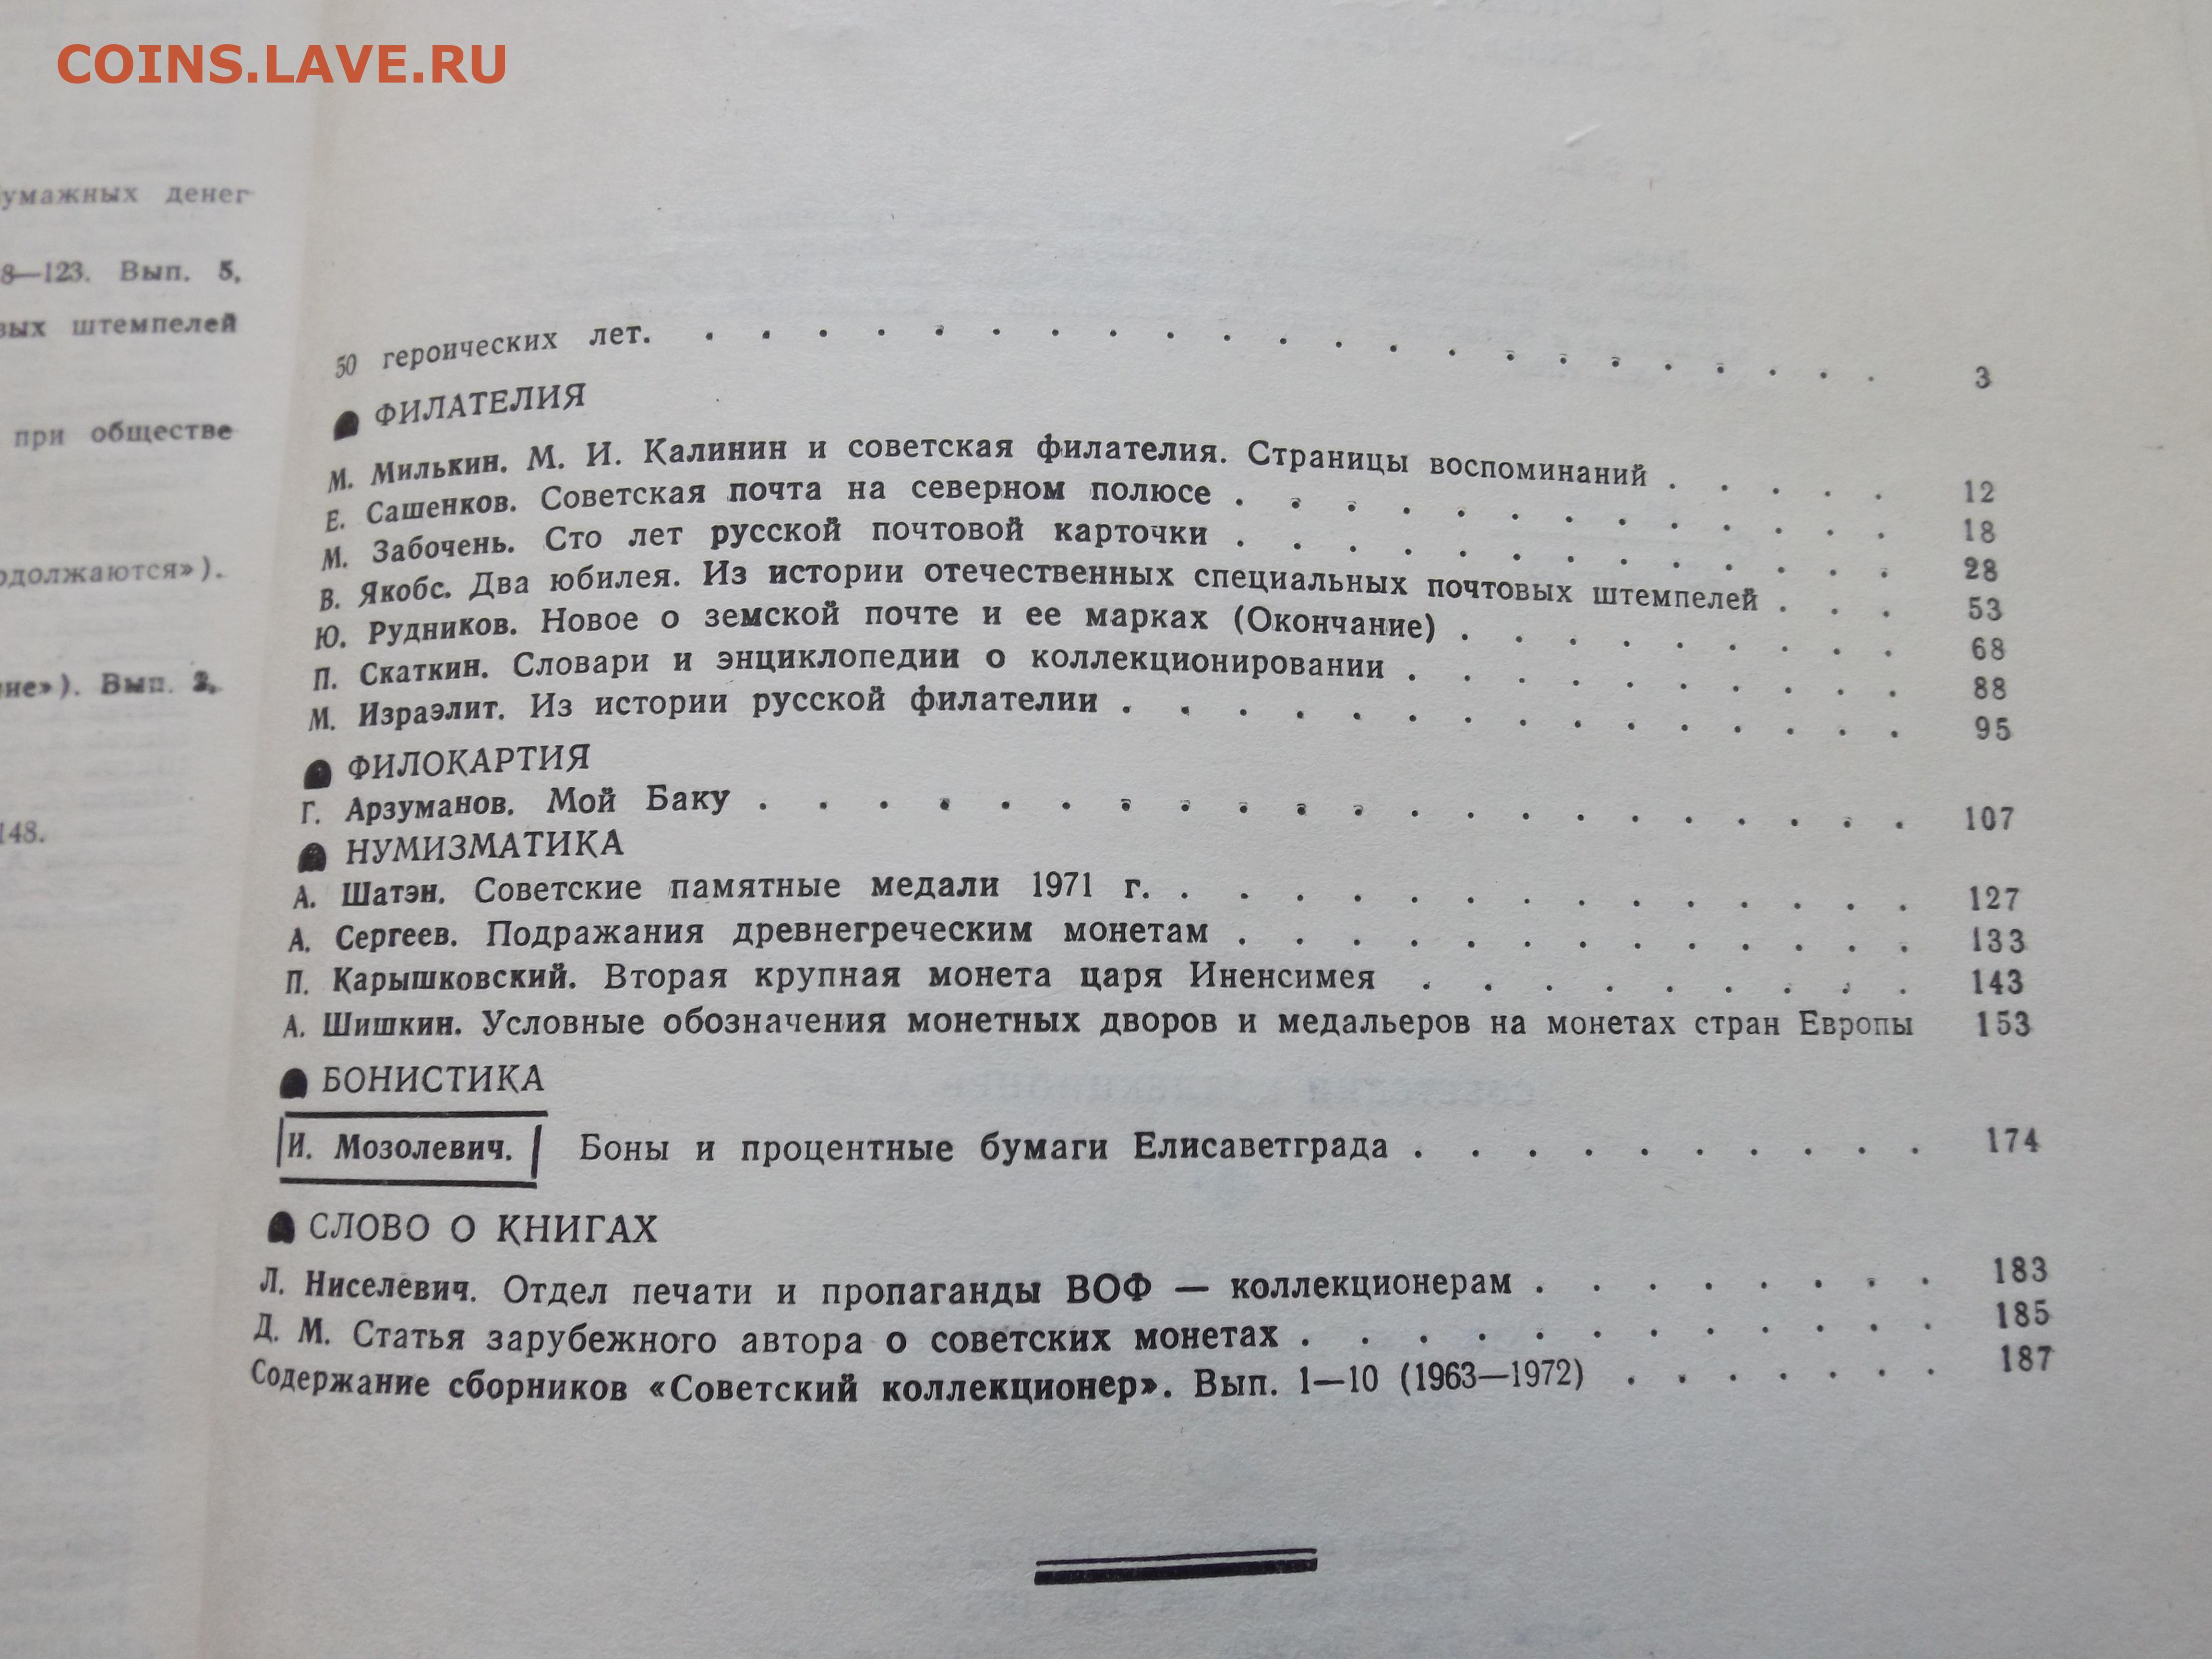 COINS.LAVE.RU
денег-
8—123. Вып. 5,
штемпелей
при обществе
Вып. 2,
148.
50 героических лет. 3
ФИЛАТЕЛИЯ
М. Милькин. М. И. Калинин и советская филателия. Страницы воспоминаний 12
Е. Сашенков. Советская почта на северном полюсе 18
М. Забочень. Сто лет русской почтовой карточки 28
В. Якобс. Два юбилея. Из истории отечественных специальных почтовых штемпелей 53
Ю. Рудников. Новое о земской почте и ее марках (Окончание) 68
П. Скаткин. Словари и энциклопедии о коллекционировании 88
М. Израэлит. Из истории русской филателии 95
ФИЛОКАРТИЯ
Г. Арзуманов. Мой Баку 107
НУМИЗМАТИКА
А. Шатэн. Советские памятные медали 1971 г. 127
А. Сергеев. Подражания древнегреческим монетам 133
П. Карышковский. Вторая крупная монета царя Иненсимея 143
А. Шишкин. Условные обозначения монетных дворов и медальеров на монетах стран Европы 153
БОНИСТИКА
И. Мозолевич. Боны и процентные бумаги Елисаветграда 174
СЛОВО О КНИГАХ
Л. Ниселевич. Отдел печати и пропаганды ВОФ — коллекционерам 183
Д. М. Статья зарубежного автора о советских монетах 185
Содержание сборников «Советский коллекционер». Вып. 1—10 (1963—1972) 187